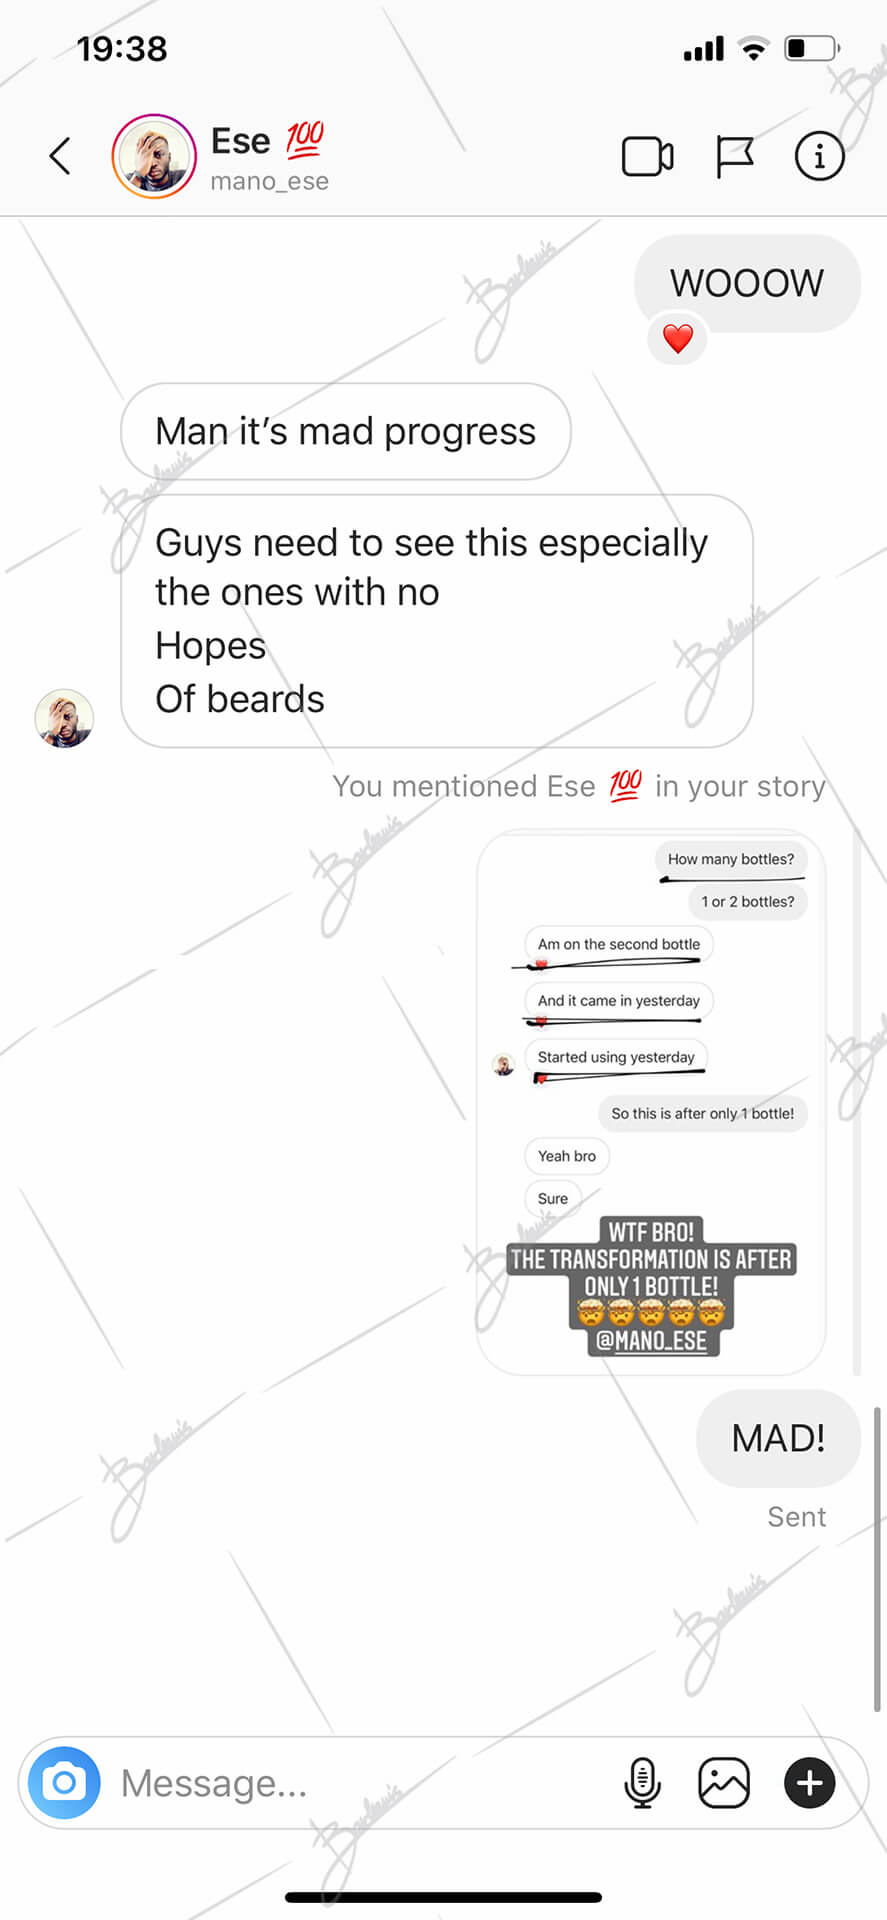 19:38
Ese 💯
mano_ese
WOOOW
❤️
Man it’s mad progress
Guys need to see this especially
the ones with no
Hopes
Of beards
You mentioned Ese 💯 in your story
How many bottles?
1 or 2 bottles?
Am on the second bottle
And it came in yesterday
Started using yesterday
So this is after only 1 bottle!
Yeah bro
Sure
WTF BRO!
THE TRANSFORMATION IS AFTER
ONLY 1 BOTTLE!
🤯🤯🤯🤯🤯
@MANO_ESE
MAD!
Sent
Message...